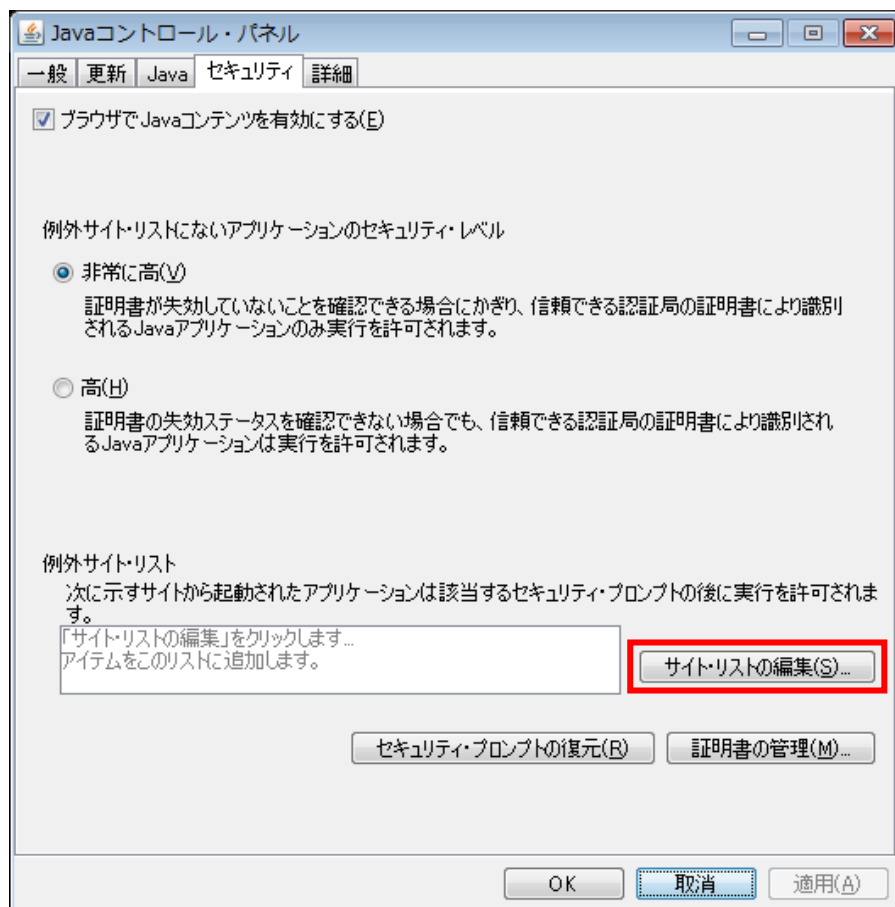 Javaコントロール・パネル
一般 更新 Java セキュリティ 詳細
ブラウザでJavaコンテンツを有効にする(E)
例外サイト・リストにないアプリケーションのセキュリティ・レベル
非常に高(V)
証明書が失効していないことを確認できる場合にかぎり、信頼できる認証局の証明書により識別
されるJavaアプリケーションのみ実行を許可されます。
高(H)
証明書の失効ステータスを確認できない場合でも、信頼できる認証局の証明書により識別され
るJavaアプリケーションは実行を許可されます。
例外サイト・リスト
次に示すサイトから起動されたアプリケーションは該当するセキュリティ・プロンプトの後に実行を許可されま
す。
「サイト・リストの編集」をクリックします...
アイテムをこのリストに追加します。
サイト・リストの編集(S)...
セキュリティ・プロンプトの復元(R) 証明書の管理(M)...
OK 取消 適用(A)